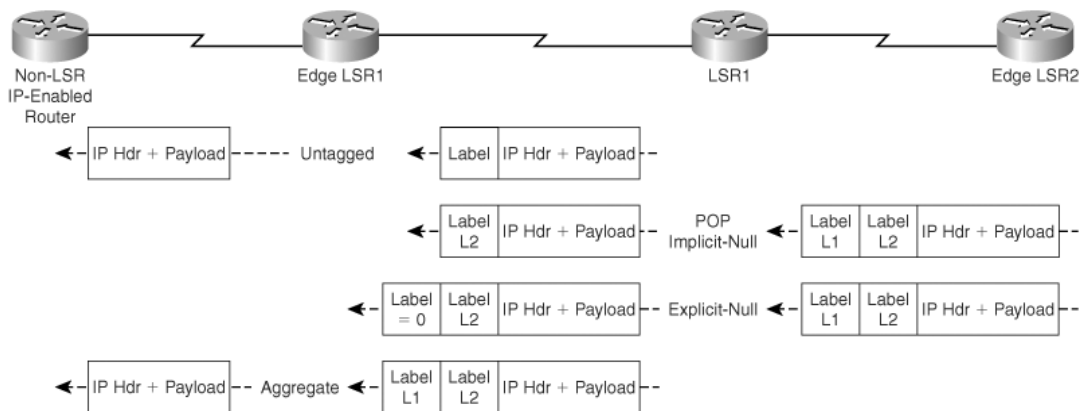 Non-LSR
IP-Enabled
Router
Edge LSR1
LSR1
Edge LSR2
IP Hdr + Payload
Untagged
Label
IP Hdr + Payload
Label
L2
IP Hdr + Payload
POP
Implicit-Null
Label
L1
Label
L2
IP Hdr + Payload
Label
= 0
Label
L2
IP Hdr + Payload
Explicit-Null
Label
L1
Label
L2
IP Hdr + Payload
IP Hdr + Payload
Aggregate
Label
L1
Label
L2
IP Hdr + Payload